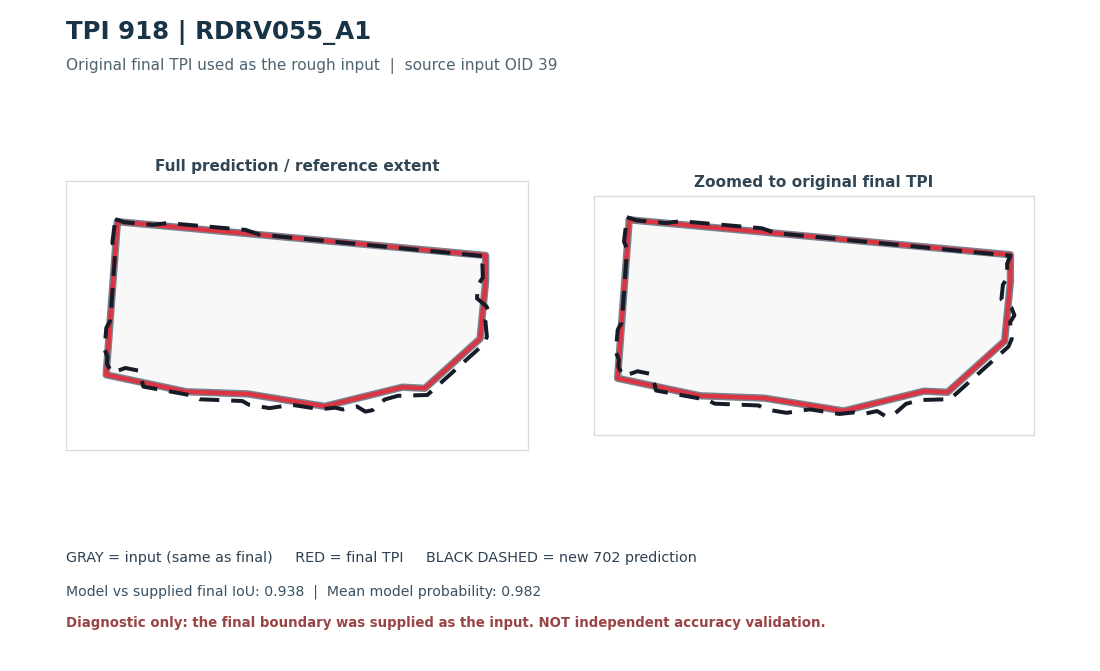 TPI 918 | RDRV055_A1
Original final TPI used as the rough input | source input OID 39
Full prediction / reference extent
Zoomed to original final TPI
GRAY = input (same as final) RED = final TPI BLACK DASHED = new 702 prediction
Model vs supplied final IoU: 0.938 | Mean model probability: 0.982
Diagnostic only: the final boundary was supplied as the input. NOT independent accuracy validation.